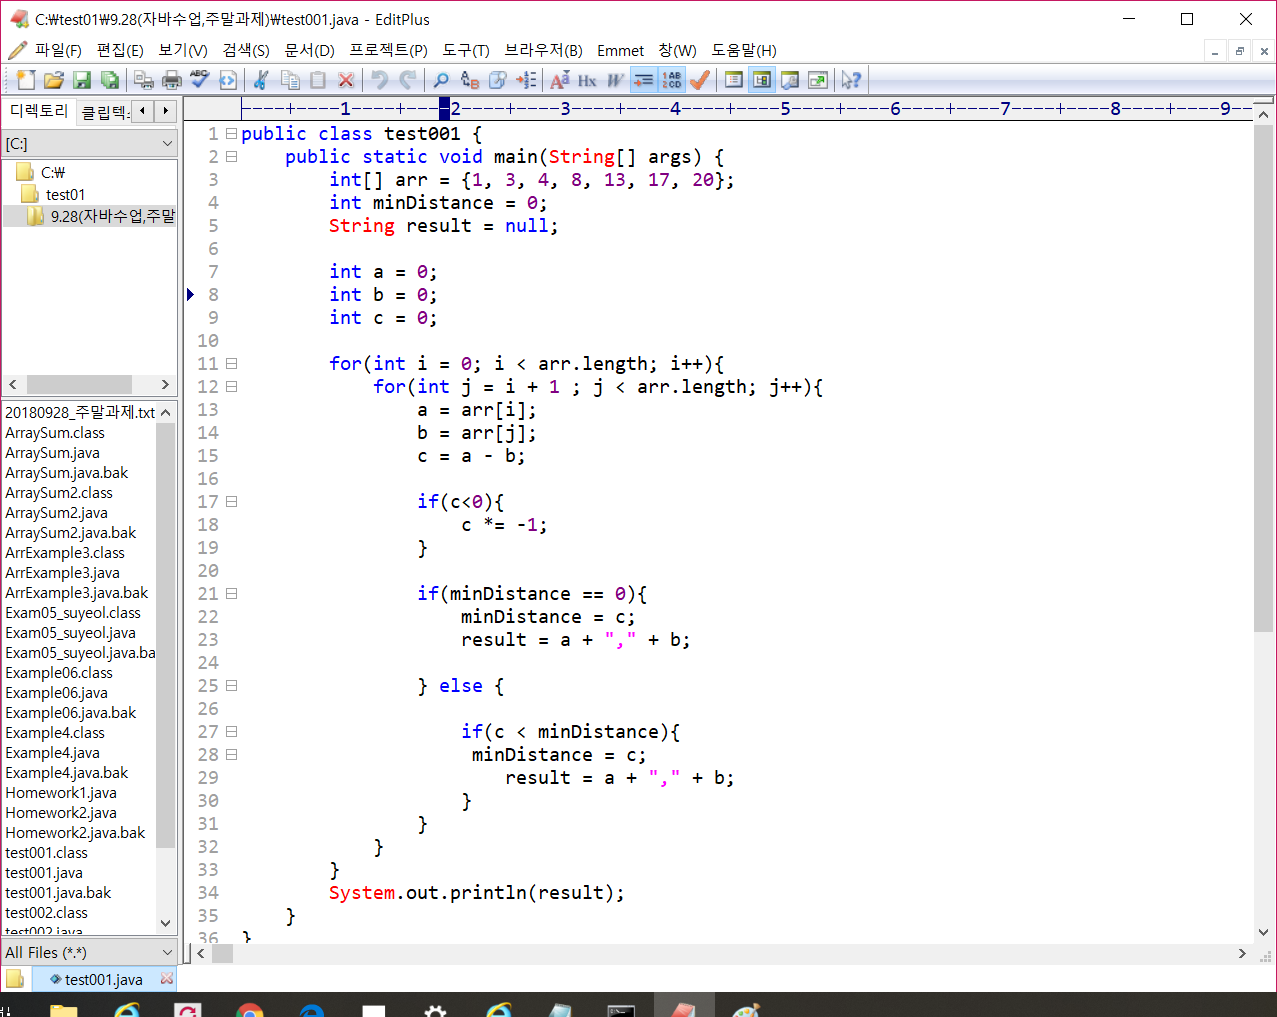 C:₩test01₩9.28(자바수업,주말과제)₩test001.java - EditPlus
파일(F) 편집(E) 보기(V) 검색(S) 문서(D) 프로젝트(P) 도구(T) 브라우저(B) Emmet 창(W) 도움말(H)
디렉토리 클립텍
----+----1----+----2----+----3----+----4----+----5----+----6----+----7----+----8----+----9--
[C:]
C:₩
test01
9.28(자바수업,주말
20180928_주말과제.txt
ArraySum.class
ArraySum.java
ArraySum.java.bak
ArraySum2.class
ArraySum2.java
ArraySum2.java.bak
ArrExample3.class
ArrExample3.java
ArrExample3.java.bak
Exam05_suyeol.class
Exam05_suyeol.java
Exam05_suyeol.java.ba
Example06.class
Example06.java
Example06.java.bak
Example4.class
Example4.java
Example4.java.bak
Homework1.java
Homework2.java
Homework2.java.bak
test001.class
test001.java
test001.java.bak
test002.class
test002.java
All Files (*.*)
1 public class test001 {
2     public static void main(String[] args) {
3         int[] arr = {1, 3, 4, 8, 13, 17, 20};
4         int minDistance = 0;
5         String result = null;
6
7         int a = 0;
8         int b = 0;
9         int c = 0;
10
11         for(int i = 0; i < arr.length; i++){
12             for(int j = i + 1 ; j < arr.length; j++){
13                 a = arr[i];
14                 b = arr[j];
15                 c = a - b;
16
17                 if(c<0){
18                     c *= -1;
19                 }
20
21                 if(minDistance == 0){
22                     minDistance = c;
23                     result = a + "," + b;
24
25                 } else {
26
27                     if(c < minDistance){
28                      minDistance = c;
29                         result = a + "," + b;
30                     }
31                 }
32             }
33         }
34         System.out.println(result);
35     }
36 }
test001.java